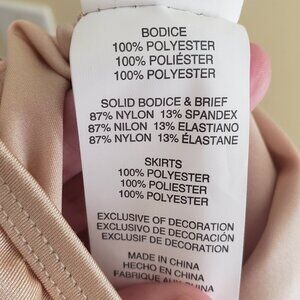 BODICE
100% POLYESTER
100% POLIÉSTER
100% POLYESTER
SOLID BODICE & BRIEF
87% NYLON 13% SPANDEX
87% NILON 13% ELASTIANO
87% NYLON 13% ÉLASTANE
SKIRTS
100% POLYESTER
100% POLIESTER
100% POLYESTER
EXCLUSIVE OF DECORATION
EXCLUSIVO DE DECORACIÓN
EXCLUSIF DE DECORATION
MADE IN CHINA
HECHO EN CHINA
FABRIQUÉ AUX CHINA